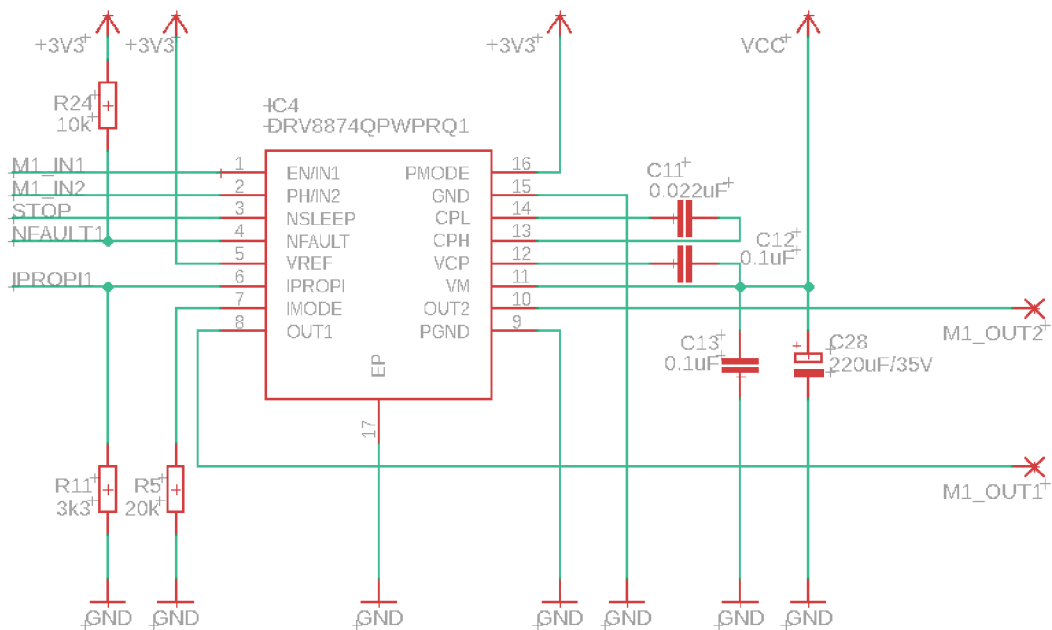 +3V3
+3V3
+3V3
VCC
R24
10k
IC4
DRV8874QPWPRQ1
M1_IN1
M1_IN2
STOP
NFAULT1
IPROPI1
1
2
3
4
5
6
7
8
EN/IN1
PH/IN2
NSLEEP
NFAULT
VREF
IPROPI
IMODE
OUT1
PMODE
GND
CPL
CPH
VCP
VM
OUT2
PGND
16
15
14
13
12
11
10
9
EP
17
C11
0.022uF
C12
0.1uF
C13
0.1uF
C28
220uF/35V
M1_OUT2
M1_OUT1
R11
3k3
R5
20k
GND
GND
GND
GND
GND
GND
GND